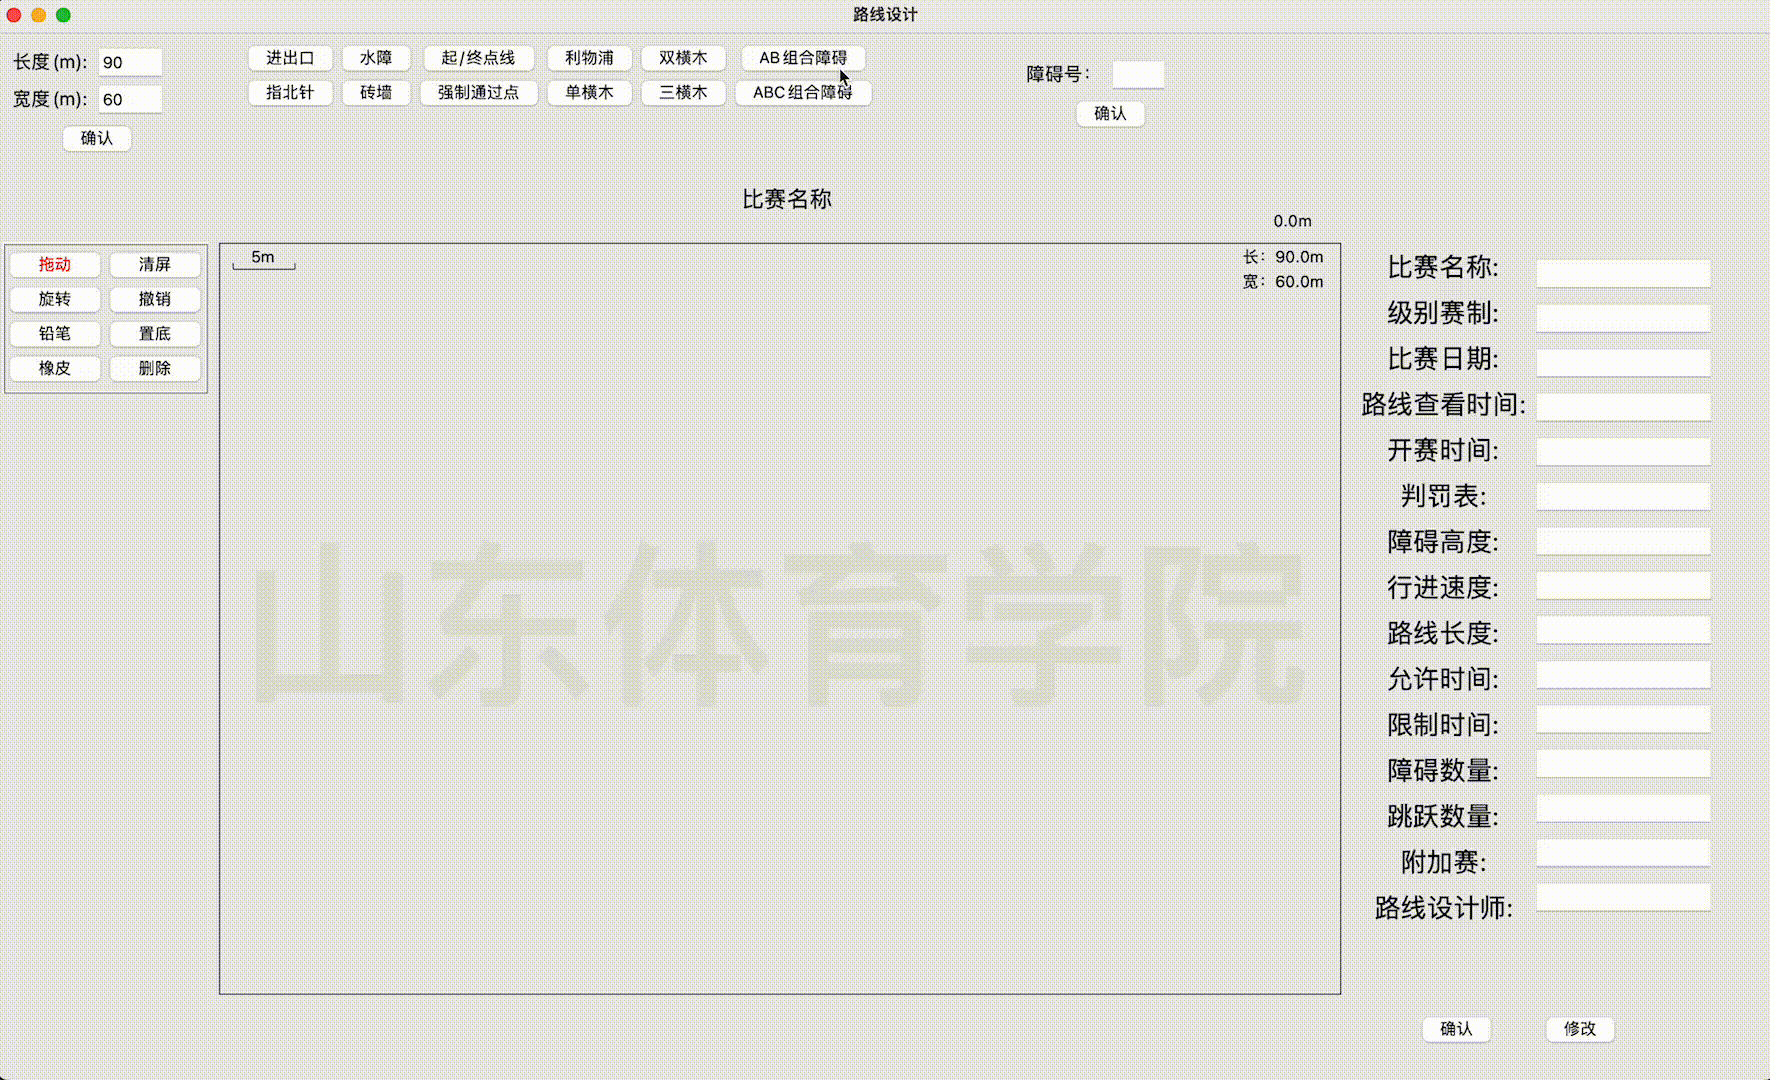 路线设计
长度(m): 90
宽度(m): 60
确认
进出口 水障 起/终点线 利物浦 双横木 AB组合障碍
指北针 砖墙 强制通过点 单横木 三横木 ABC组合障碍
障碍号:
确认
比赛名称
0.0m
拖动 清屏
旋转 撤销
铅笔 置底
橡皮 删除
5m
长: 90.0m
宽: 60.0m
山东体育学院
比赛名称:
级别赛制:
比赛日期:
路线查看时间:
开赛时间:
判罚表:
障碍高度:
行进速度:
路线长度:
允许时间:
限制时间:
障碍数量:
跳跃数量:
附加赛:
路线设计师:
确认 修改